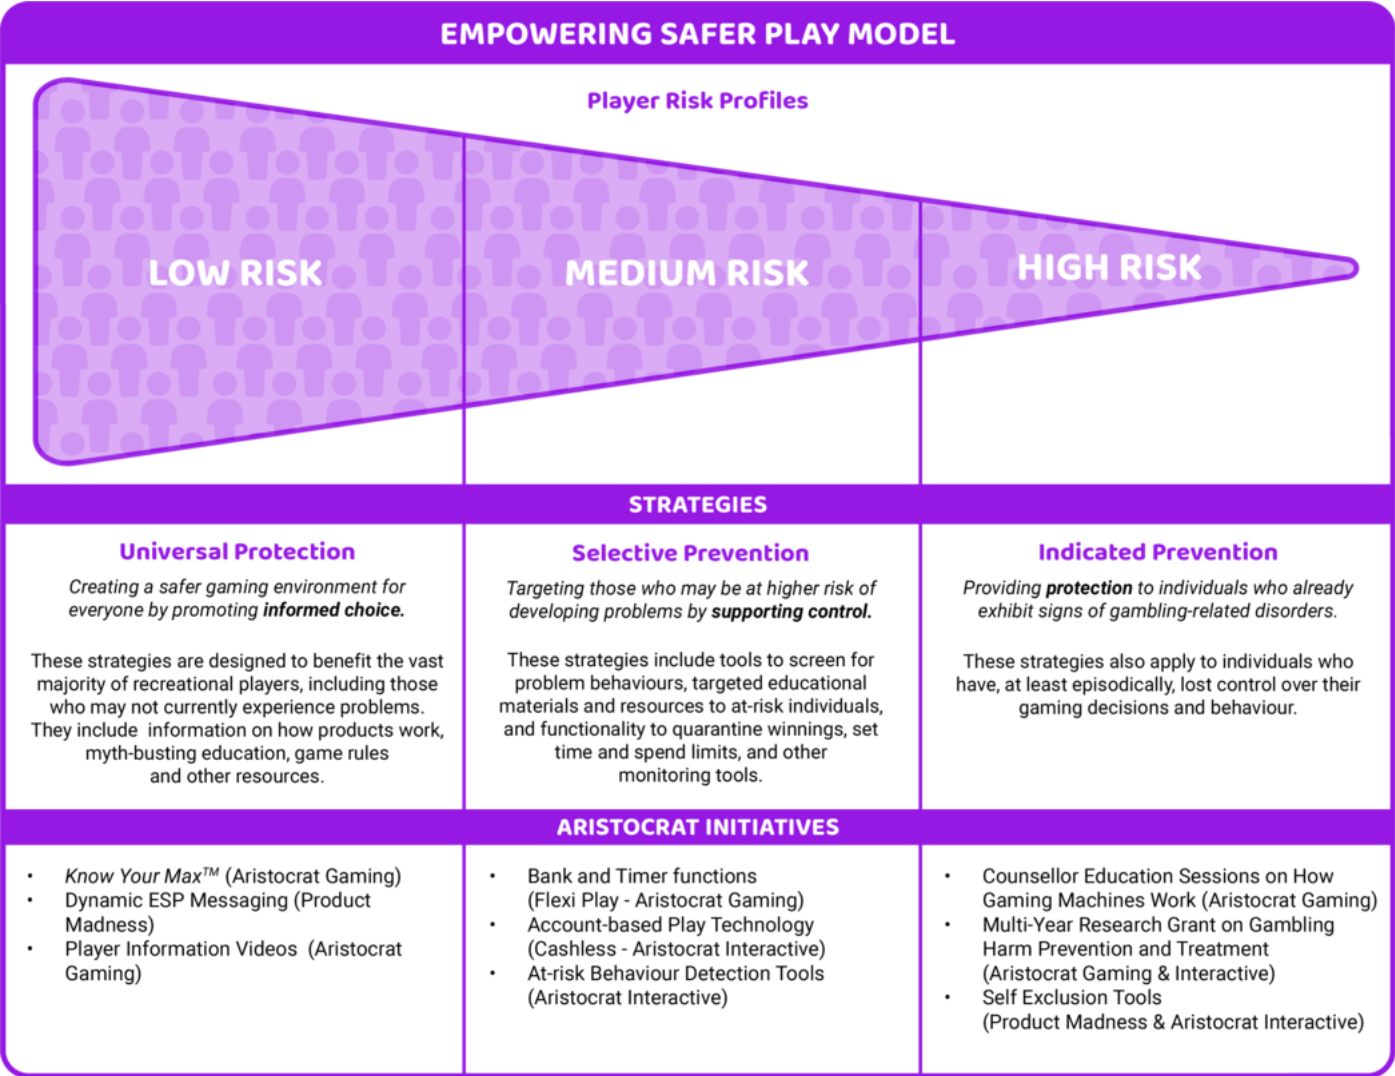 EMPOWERING SAFER PLAY MODEL
Player Risk Profiles
LOW RISK
MEDIUM RISK
HIGH RISK
STRATEGIES
Universal Protection
Creating a safer gaming environment for
everyone by promoting informed choice.
These strategies are designed to benefit the vast
majority of recreational players, including those
who may not currently experience problems.
They include information on how products work,
myth-busting education, game rules
and other resources.
Selective Prevention
Targeting those who may be at higher risk of
developing problems by supporting control.
These strategies include tools to screen for
problem behaviours, targeted educational
materials and resources to at-risk individuals,
and functionality to quarantine winnings, set
time and spend limits, and other
monitoring tools.
Indicated Prevention
Providing protection to individuals who already
exhibit signs of gambling-related disorders.
These strategies also apply to individuals who
have, at least episodically, lost control over their
gaming decisions and behaviour.
ARISTOCRAT INITIATIVES
• Know Your Max™ (Aristocrat Gaming)
• Dynamic ESP Messaging (Product
Madness)
• Player Information Videos (Aristocrat
Gaming)
• Bank and Timer functions
(Flexi Play - Aristocrat Gaming)
• Account-based Play Technology
(Cashless - Aristocrat Interactive)
• At-risk Behaviour Detection Tools
(Aristocrat Interactive)
• Counsellor Education Sessions on How
Gaming Machines Work (Aristocrat Gaming)
• Multi-Year Research Grant on Gambling
Harm Prevention and Treatment
(Aristocrat Gaming & Interactive)
• Self Exclusion Tools
(Product Madness & Aristocrat Interactive)